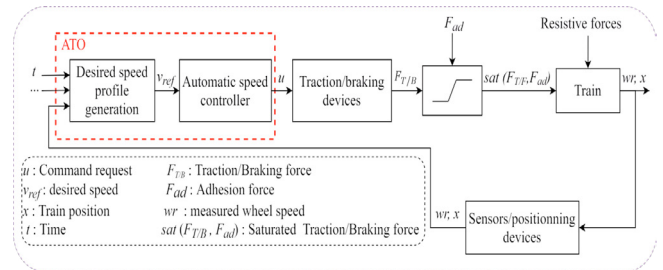 F_ad
Resistive forces
ATO
t
...
Desired speed
profile
generation
v_ref
Automatic speed
controller
u
Traction/braking
devices
F_T/B
sat (F_T/F,F_ad)
Train
wr, x
u : Command request
F_T/B : Traction/Braking force
v_ref : desired speed
F_ad : Adhesion force
x : Train position
wr : measured wheel speed
t : Time
sat (F_T/B , F_ad) : Saturated Traction/Braking force
wr, x
Sensors/positionning
devices